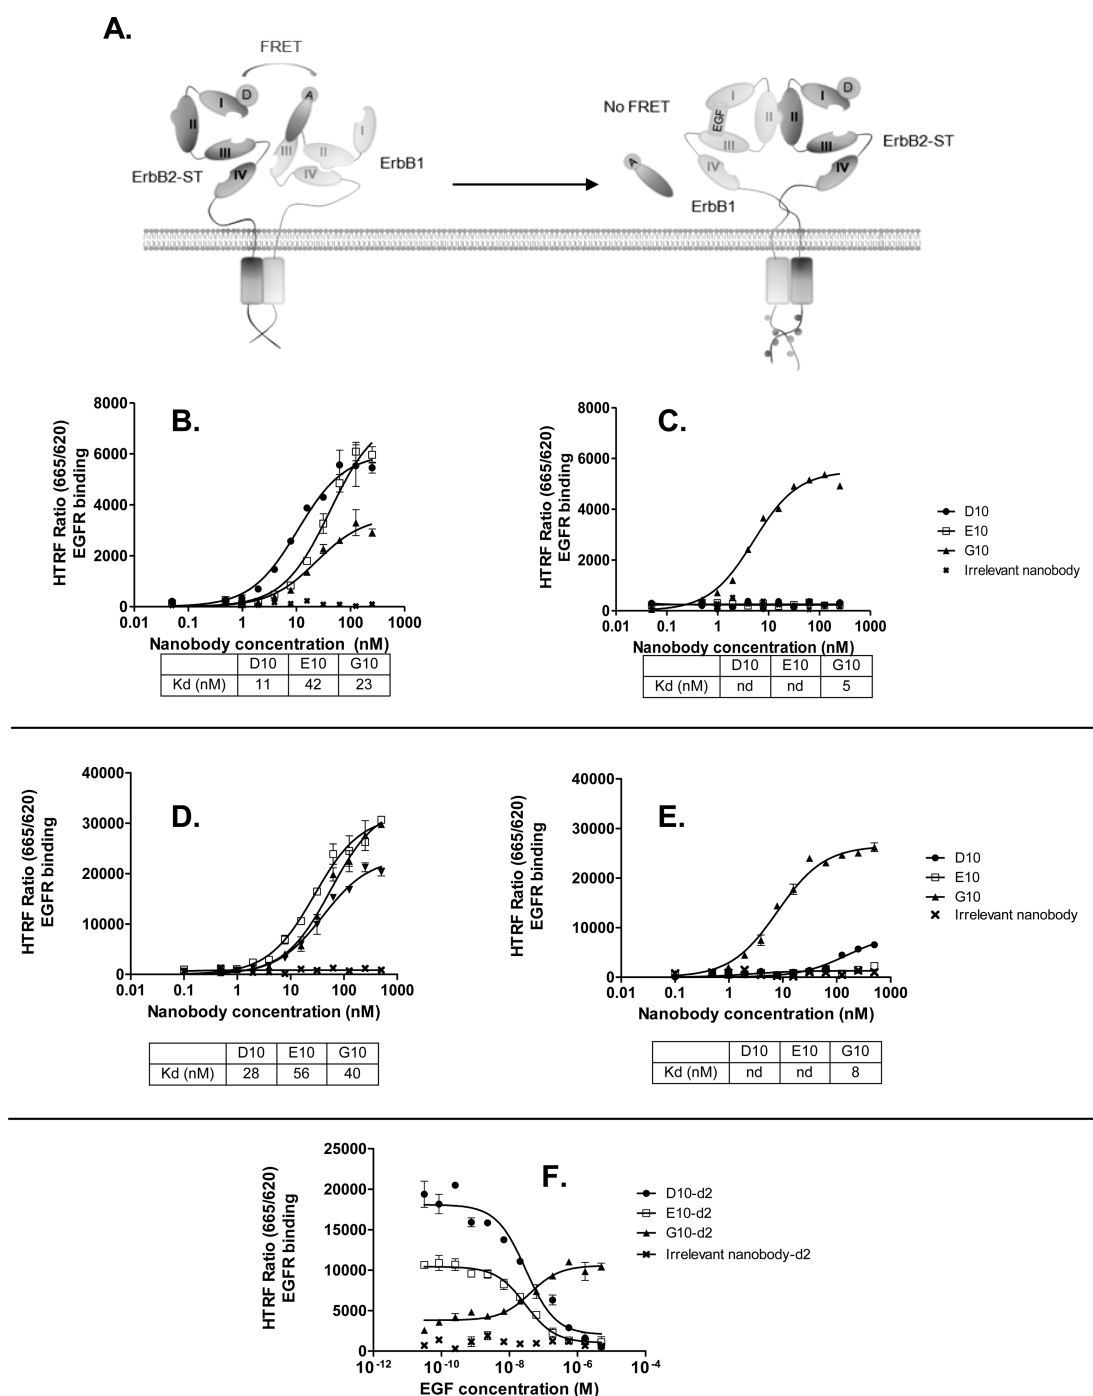 A.
FRET
D
A
I
I
II
III
III
II
IV
IV
ErbB2-ST
ErbB1
No FRET
I
D
I
II
II
EGF
III
III
IV
IV
A
ErbB2-ST
ErbB1
B.
HTRF Ratio (665/620)
EGFR binding
8000
6000
4000
2000
0
0.01 0.1 1 10 100 1000
Nanobody concentration (nM)
D10 E10 G10
Kd (nM) 11 42 23
C.
HTRF Ratio (665/620)
EGFR binding
8000
6000
4000
2000
0
0.01 0.1 1 10 100 1000
Nanobody concentration (nM)
D10 E10 G10
Kd (nM) nd nd 5
D10
E10
G10
Irrelevant nanobody
D.
HTRF Ratio (665/620)
EGFR binding
40000
30000
20000
10000
0
0.01 0.1 1 10 100 1000
Nanobody concentration (nM)
D10 E10 G10
Kd (nM) 28 56 40
E.
HTRF Ratio (665/620)
EGFR binding
40000
30000
20000
10000
0
0.01 0.1 1 10 100 1000
Nanobody concentration (nM)
D10 E10 G10
Kd (nM) nd nd 8
D10
E10
G10
Irrelevant nanobody
F.
HTRF Ratio (665/620)
EGFR binding
25000
20000
15000
10000
5000
0
10-12 10-10 10-8 10-6 10-4
EGF concentration (M)
D10-d2
E10-d2
G10-d2
Irrelevant nanobody-d2